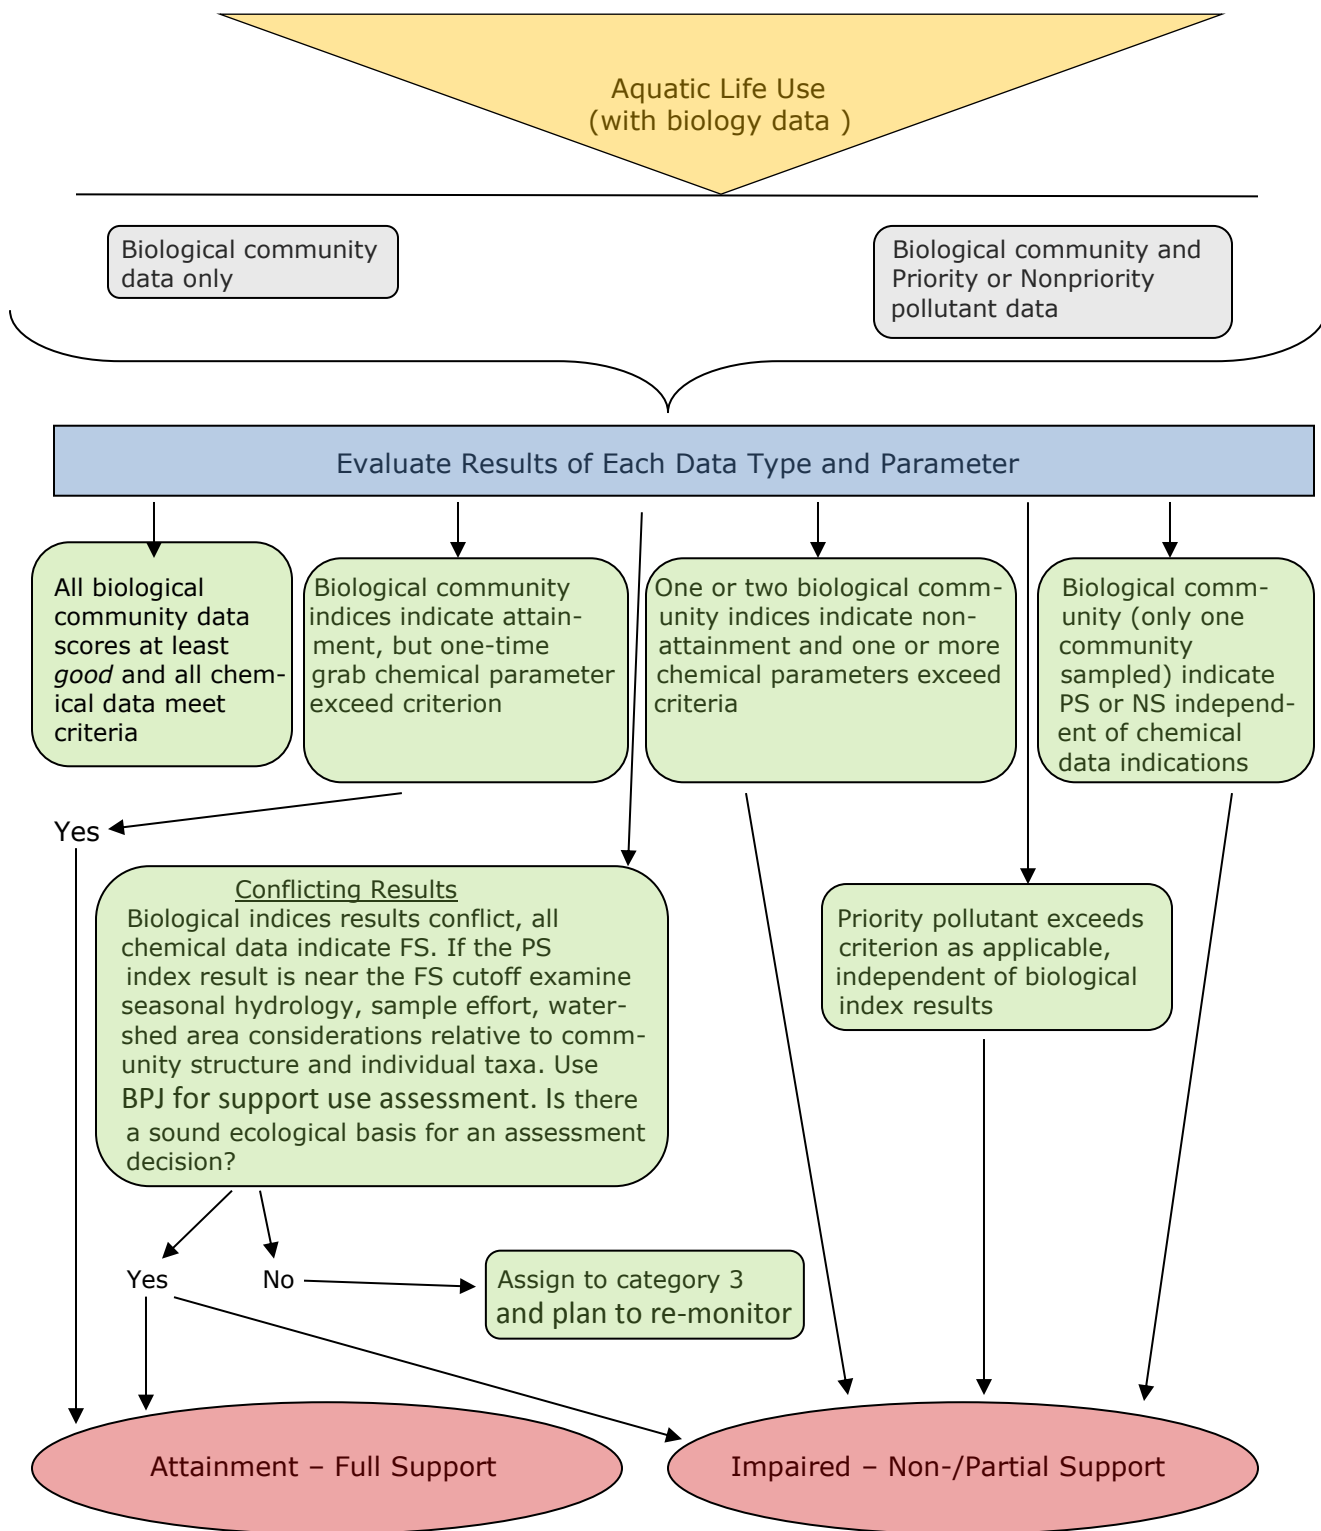 Aquatic Life Use
(with biology data )
Biological community
data only
Biological community and
Priority or Nonpriority
pollutant data
Evaluate Results of Each Data Type and Parameter
All biological
community data
scores at least
good and all chem-
ical data meet
criteria
Biological community
indices indicate attain-
ment, but one-time
grab chemical parameter
exceed criterion
One or two biological comm-
unity indices indicate non-
attainment and one or more
chemical parameters exceed
criteria
Biological comm-
unity (only one
community
sampled) indicate
PS or NS independ-
ent of chemical
data indications
Yes
Conflicting Results
Biological indices results conflict, all
chemical data indicate FS. If the PS
index result is near the FS cutoff examine
seasonal hydrology, sample effort, water-
shed area considerations relative to comm-
unity structure and individual taxa. Use
BPJ for support use assessment. Is there
a sound ecological basis for an assessment
decision?
Priority pollutant exceeds
criterion as applicable,
independent of biological
index results
Yes
No
Assign to category 3
and plan to re-monitor
Attainment – Full Support
Impaired – Non-/Partial Support